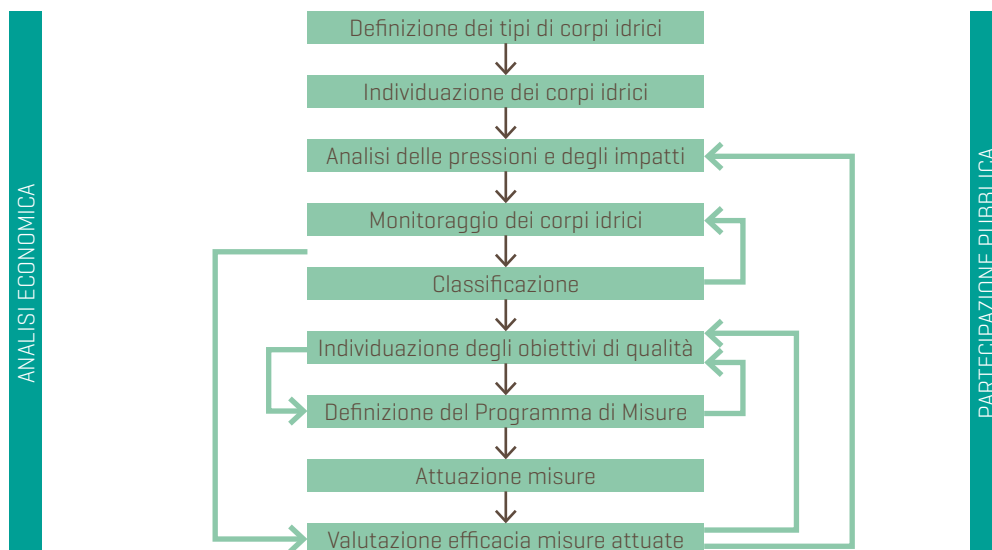 ANALISI ECONOMICA
Definizione dei tipi di corpi idrici
Individuazione dei corpi idrici
Analisi delle pressioni e degli impatti
Monitoraggio dei corpi idrici
Classificazione
Individuazione degli obiettivi di qualità
Definizione del Programma di Misure
Attuazione misure
Valutazione efficacia misure attuate
PARTECIPAZIONE PUBBLICA